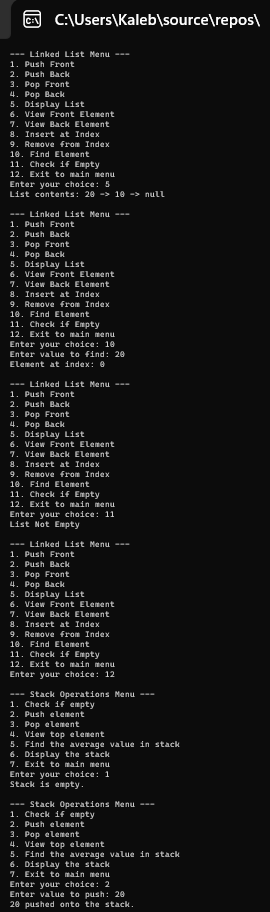 C:\Users\Kaleb\source\repos\
--- Linked List Menu ---
1. Push Front
2. Push Back
3. Pop Front
4. Pop Back
5. Display List
6. View Front Element
7. View Back Element
8. Insert at Index
9. Remove from Index
10. Find Element
11. Check if Empty
12. Exit to main menu
Enter your choice: 5
List contents: 20 -> 10 -> null
--- Linked List Menu ---
1. Push Front
2. Push Back
3. Pop Front
4. Pop Back
5. Display List
6. View Front Element
7. View Back Element
8. Insert at Index
9. Remove from Index
10. Find Element
11. Check if Empty
12. Exit to main menu
Enter your choice: 10
Enter value to find: 20
Element at index: 0
--- Linked List Menu ---
1. Push Front
2. Push Back
3. Pop Front
4. Pop Back
5. Display List
6. View Front Element
7. View Back Element
8. Insert at Index
9. Remove from Index
10. Find Element
11. Check if Empty
12. Exit to main menu
Enter your choice: 11
List Not Empty
--- Linked List Menu ---
1. Push Front
2. Push Back
3. Pop Front
4. Pop Back
5. Display List
6. View Front Element
7. View Back Element
8. Insert at Index
9. Remove from Index
10. Find Element
11. Check if Empty
12. Exit to main menu
Enter your choice: 12
--- Stack Operations Menu ---
1. Check if empty
2. Push element
3. Pop element
4. View top element
5. Find the average value in stack
6. Display the stack
7. Exit to main menu
Enter your choice: 1
Stack is empty.
--- Stack Operations Menu ---
1. Check if empty
2. Push element
3. Pop element
4. View top element
5. Find the average value in stack
6. Display the stack
7. Exit to main menu
Enter your choice: 2
Enter value to push: 20
20 pushed onto the stack.